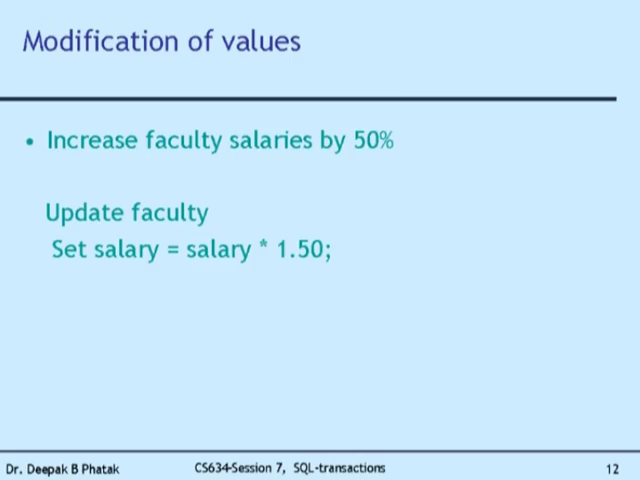 Modification of values
• Increase faculty salaries by 50%
Update faculty
Set salary = salary * 1.50;
Dr. Deepak B Phatak CS634-Session 7, SQL-transactions 12